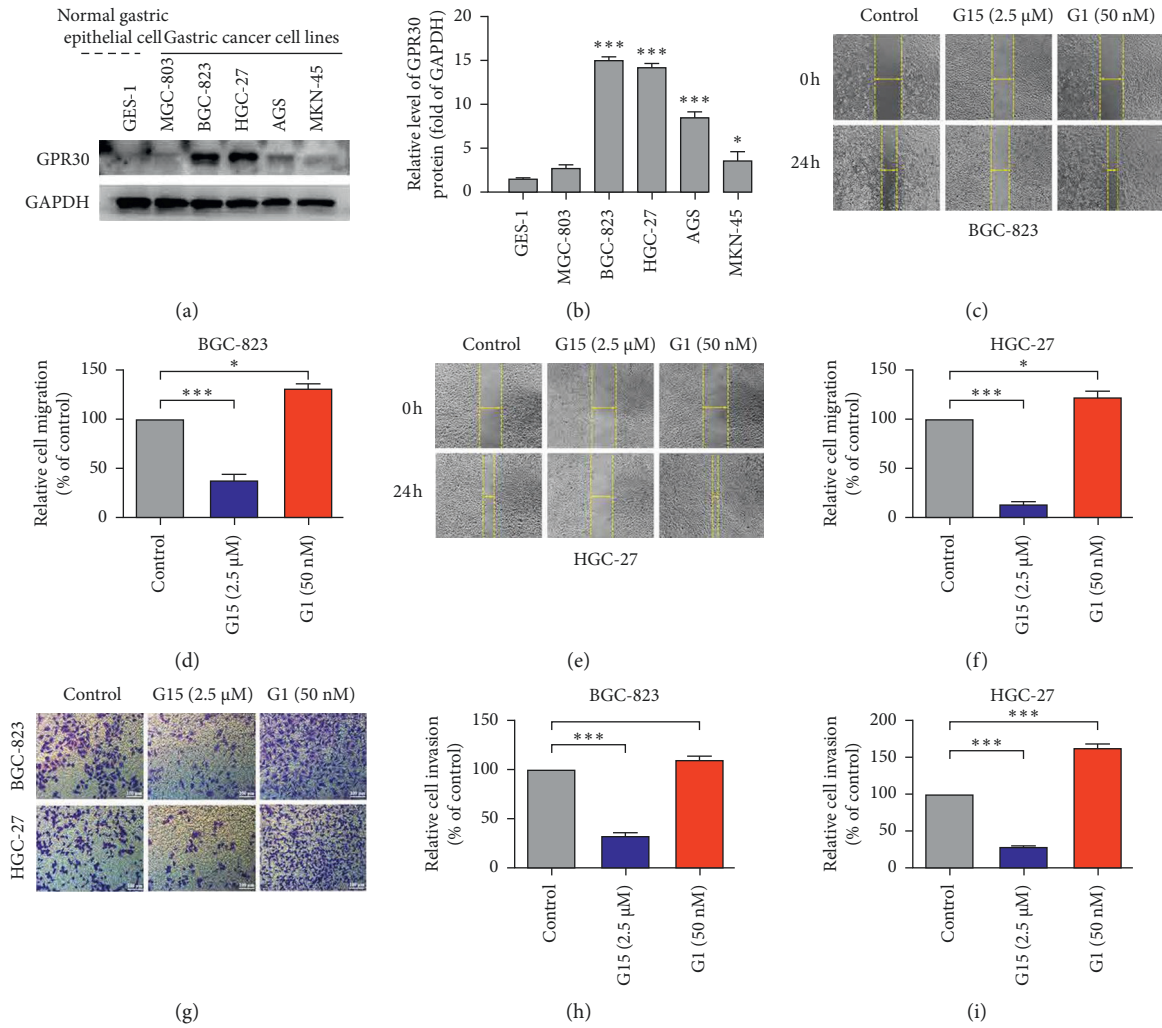 Normal gastric
epithelial cell
Gastric cancer cell lines
GES-1
MGC-803
BGC-823
HGC-27
AGS
MKN-45
GPR30
GAPDH
(a)
Relative level of GPR30
protein (fold of GAPDH)
20
15
10
5
0
***
***
***
*
GES-1
MGC-803
BGC-823
HGC-27
AGS
MKN-45
(b)
Control
G15 (2.5 μM)
G1 (50 nM)
0 h
24 h
BGC-823
(c)
BGC-823
Relative cell migration
(% of control)
150
100
50
0
*
***
Control
G15 (2.5 μM)
G1 (50 nM)
(d)
Control
G15 (2.5 μM)
G1 (50 nM)
0 h
24 h
HGC-27
(e)
HGC-27
Relative cell migration
(% of control)
150
100
50
0
*
***
Control
G15 (2.5 μM)
G1 (50 nM)
(f)
Control
G15 (2.5 μM)
G1 (50 nM)
BGC-823
HGC-27
(g)
BGC-823
Relative cell invasion
(% of control)
150
100
50
0
***
Control
G15 (2.5 μM)
G1 (50 nM)
(h)
HGC-27
Relative cell invasion
(% of control)
200
150
100
50
0
***
***
Control
G15 (2.5 μM)
G1 (50 nM)
(i)